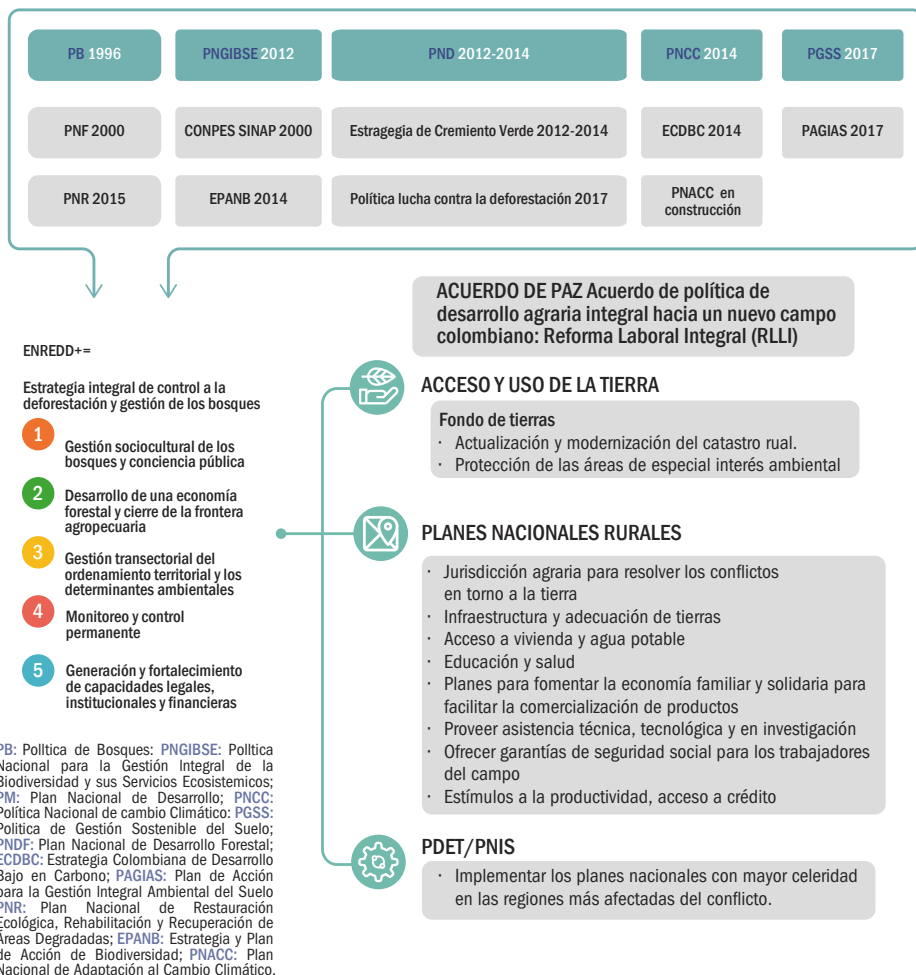 PB 1996
PNGIBSE 2012
PND 2012-2014
PNCC 2014
PGSS 2017
PNF 2000
CONPES SINAP 2000
Estragegia de Cremiento Verde 2012-2014
ECDBC 2014
PAGIAS 2017
PNR 2015
EPANB 2014
Política lucha contra la deforestación 2017
PNACC en
construcción
ACUERDO DE PAZ Acuerdo de política de
desarrollo agraria integral hacia un nuevo campo
colombiano: Reforma Laboral Integral (RLLI)
ENREDD+=
Estrategia integral de control a la
deforestación y gestión de los bosques
1
Gestión sociocultural de los
bosques y conciencia pública
2
Desarrollo de una economía
forestal y cierre de la frontera
agropecuaria
3
Gestión transectorial del
ordenamiento territorial y los
determinantes ambientales
4
Monitoreo y control
permanente
5
Generación y fortalecimiento
de capacidades legales,
institucionales y financieras
ACCESO Y USO DE LA TIERRA
Fondo de tierras
· Actualización y modernización del catastro rual.
· Protección de las áreas de especial interés ambiental
PLANES NACIONALES RURALES
· Jurisdicción agraria para resolver los conflictos
en torno a la tierra
· Infraestructura y adecuación de tierras
· Acceso a vivienda y agua potable
· Educación y salud
· Planes para fomentar la economía familiar y solidaria para
facilitar la comercialización de productos
· Proveer asistencia técnica, tecnológica y en investigación
· Ofrecer garantías de seguridad social para los trabajadores
del campo
· Estímulos a la productividad, acceso a crédito
PDET/PNIS
· Implementar los planes nacionales con mayor celeridad
en las regiones más afectadas del conflicto.
PB: Polltica de Bosques: PNGIBSE: Polltica
Nacional para la Gestión Integral de la
Biodiversidad y sus Servicios Ecosistemicos;
PM: Plan Nacional de Desarrollo; PNCC:
Política Nacional de cambio Climático: PGSS:
Politica de Gestión Sostenible del Suelo;
PNDF: Plan Nacional de Desarrollo Forestal;
ECDBC: Estrategia Colombiana de Desarrollo
Bajo en Carbono; PAGIAS: Plan de Acción
para la Gestión Integral Ambiental del Suelo
PNR: Plan Nacional de Restauración
Ecológica, Rehabilitación y Recuperación de
Áreas Degradadas; EPANB: Estrategia y Plan
de Acción de Biodiversidad; PNACC: Plan
Nacional de Adaptación al Cambio Climático.